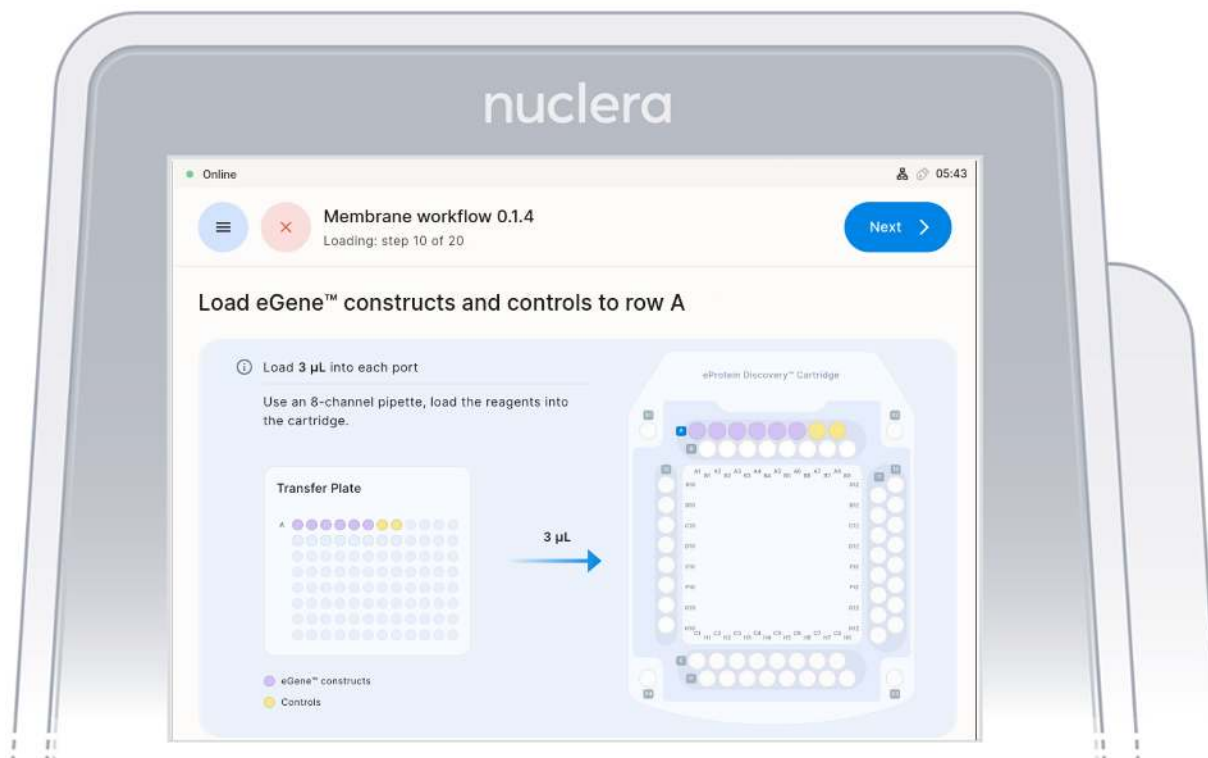 nuclera
Online
05:43
Membrane workflow 0.1.4
Loading: step 10 of 20
Next
Load eGene™ constructs and controls to row A
Load 3 µL into each port
Use an 8-channel pipette, load the reagents into
the cartridge.
eProtein Discovery™ Cartridge
Transfer Plate
A
3 µL
eGene™ constructs
Controls